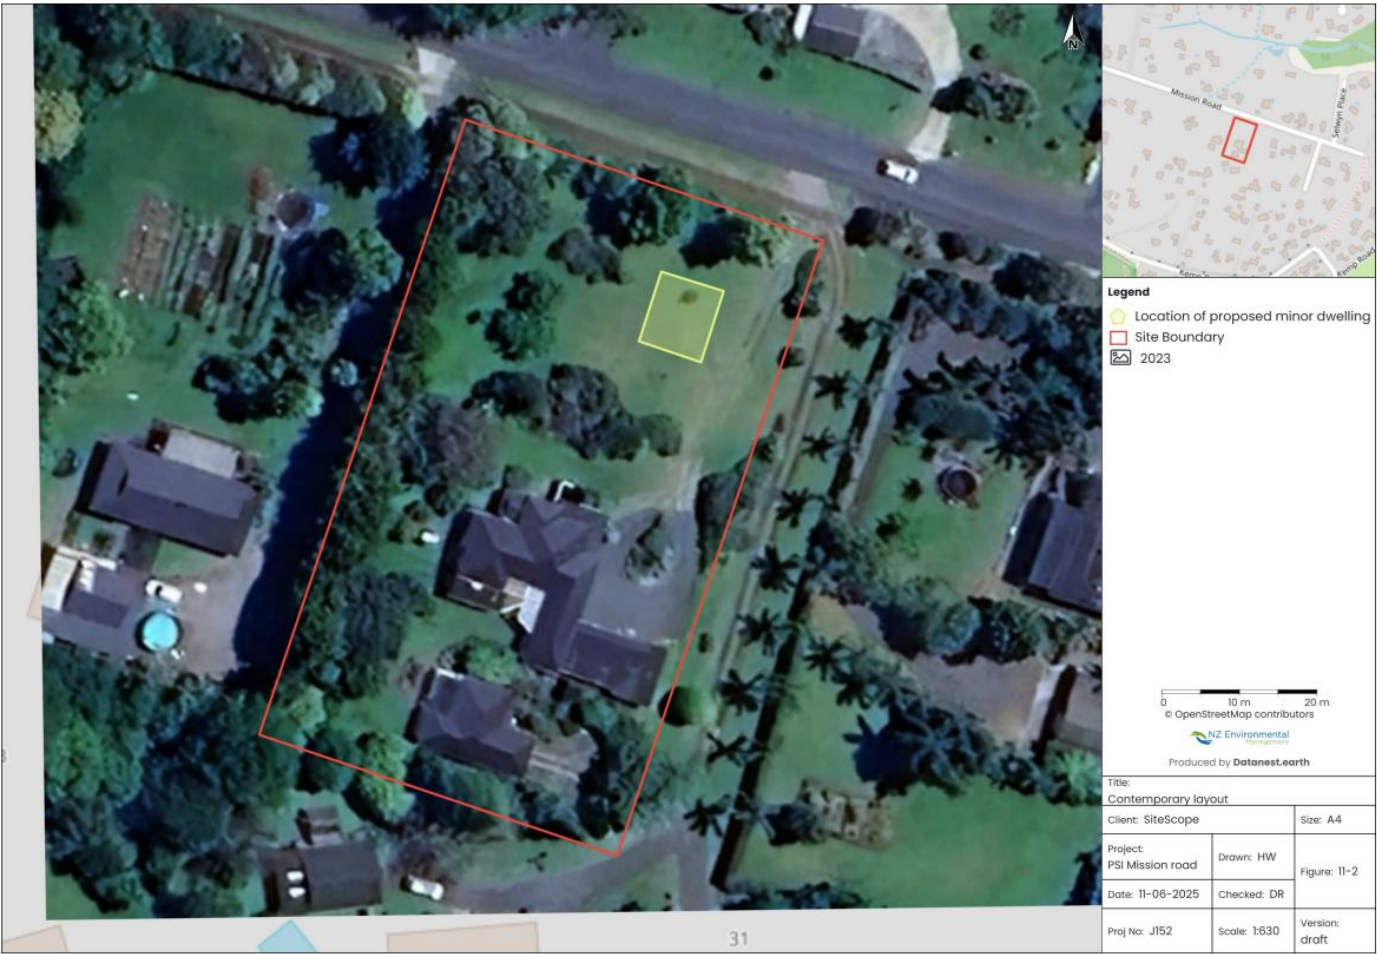 N
Mission Road
Selwyn Place
Kemp Road
Legend
Location of proposed minor dwelling
Site Boundary
2023
0 10 m 20 m
© OpenStreetMap contributors
NZ Environmental
Management
Produced by Datanest.earth
Title:
Contemporary layout
Client: SiteScope
Size: A4
Project:
PSI Mission road
Drawn: HW
Figure: 11-2
Date: 11-06-2025
Checked: DR
Proj No: J152
Scale: 1:630
Version:
draft
31